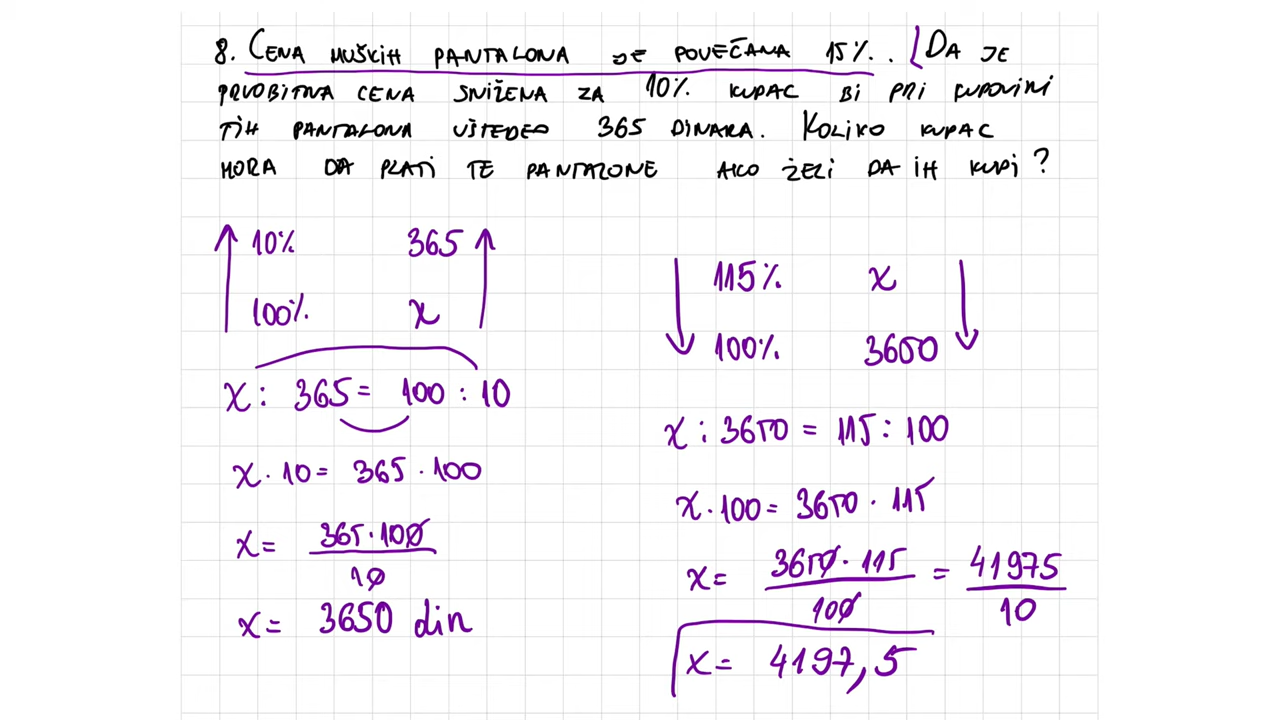 8. CENA MUŠKIH PANTALONA JE POVEĆANA 15%. DA JE
PRVOBITNA CENA SNIŽENA ZA 10% KUPAC BI PRI KUPOVINI
TIH PANTALONA UŠTEDEO 365 DINARA. KOLIKO KUPAC
MORA DA PLATI TE PANTALONE AKO ŽELI DA IH KUPI?
10% 365
100% x
x : 365 = 100 : 10
x · 10 = 365 · 100
x = 365 · 100 / 10
x = 3650 din
115% x
100% 3650
x : 3650 = 115 : 100
x · 100 = 3650 · 115
x = 3650 · 115 / 100 = 41975 / 10
x = 4197,5